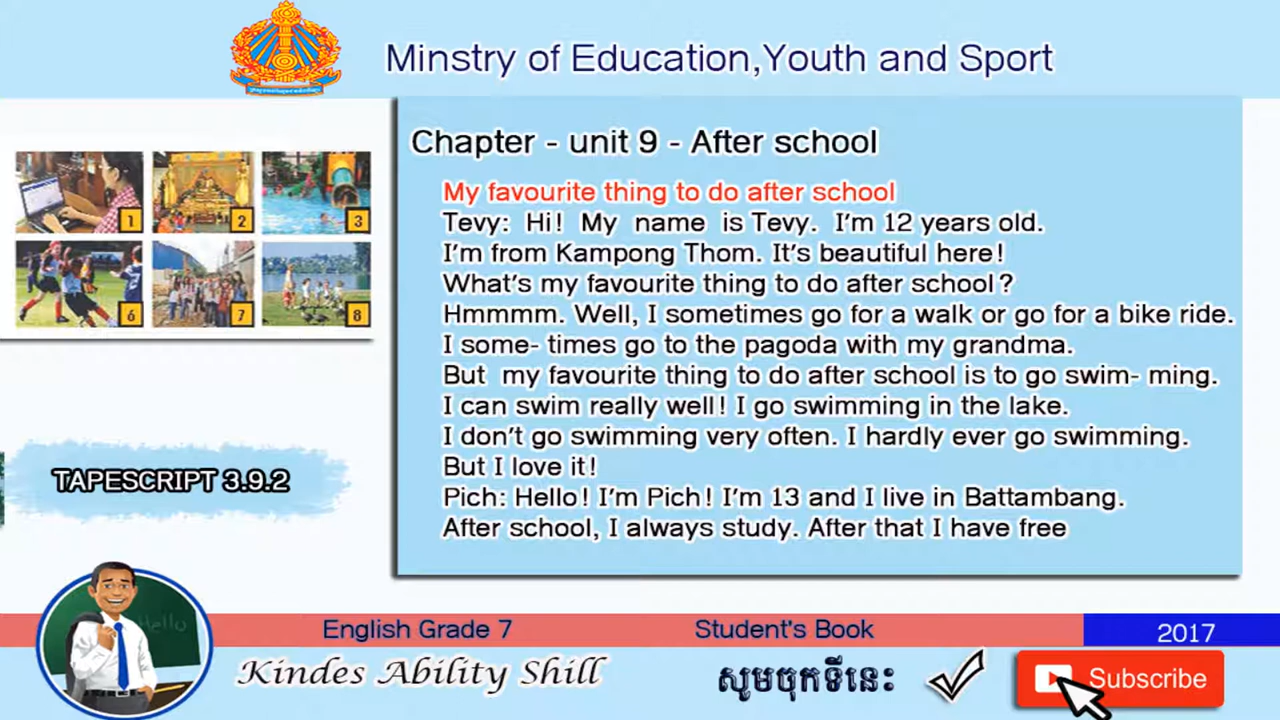 Minstry of Education,Youth and Sport
Chapter - unit 9 - After school
My favourite thing to do after school
Tevy: Hi! My name is Tevy. I'm 12 years old.
I'm from Kampong Thom. It's beautiful here!
What's my favourite thing to do after school?
Hmmmm. Well, I sometimes go for a walk or go for a bike ride.
I some- times go to the pagoda with my grandma.
But my favourite thing to do after school is to go swim- ming.
I can swim really well! I go swimming in the lake.
I don't go swimming very often. I hardly ever go swimming.
But I love it!
Pich: Hello! I'm Pich! I'm 13 and I live in Battambang.
After school, I always study. After that I have free
1
2
3
6
7
8
TAPESCRIPT 3.9.2
Hello
English Grade 7
Student's Book
2017
Kindes Ability Shill
សូមចុកទីនេះ
Subscribe